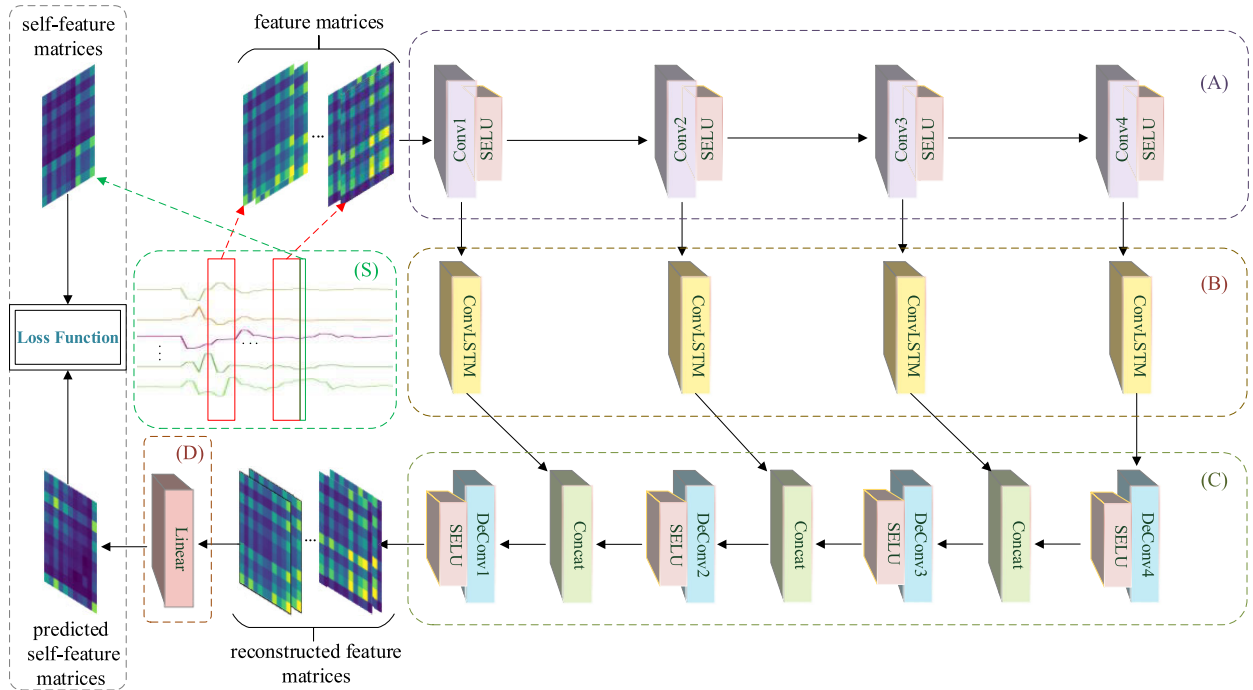 self-feature
matrices
feature matrices
...
(A)
Conv1
SELU
Conv2
SELU
Conv3
SELU
Conv4
SELU
(S)
...
...
(B)
ConvLSTM
ConvLSTM
ConvLSTM
ConvLSTM
Loss Function
(D)
Linear
...
(C)
SELU
DeConv1
Concat
SELU
DeConv2
Concat
SELU
DeConv3
Concat
SELU
DeConv4
predicted
self-feature
matrices
reconstructed feature
matrices